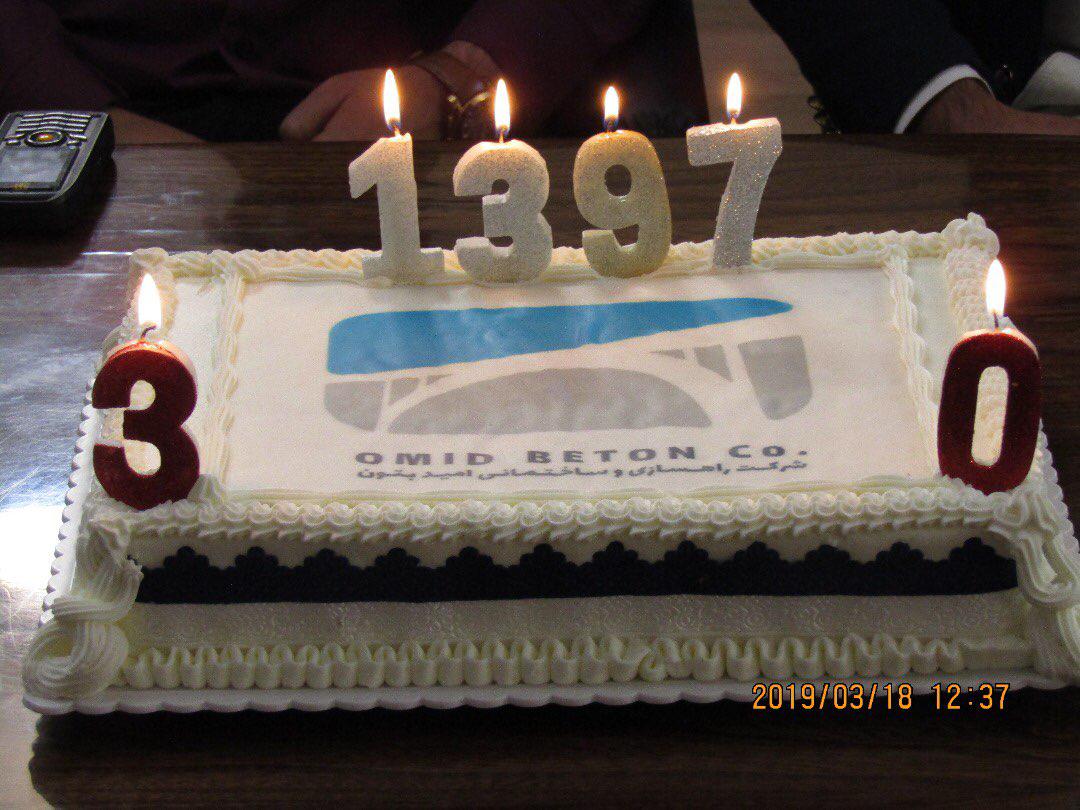 1397
3 0
OMID BETON Co.
شرکت راهسازی و ساختمانی امید بتون
2019/03/18 12:37